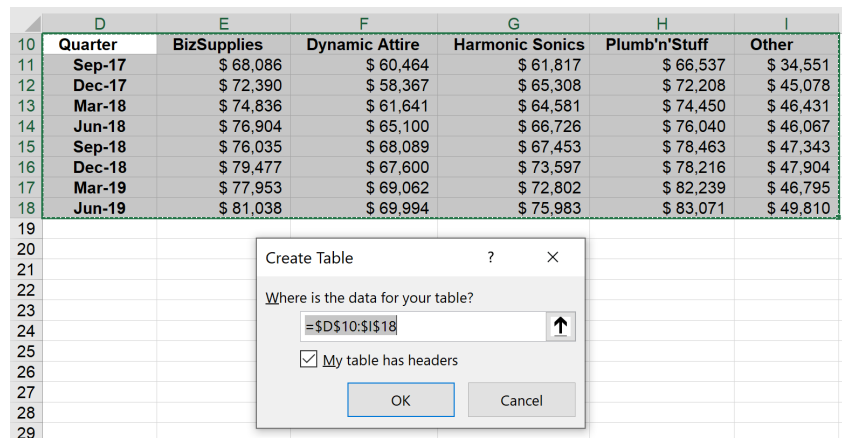 D E F G H I
10 Quarter BizSupplies Dynamic Attire Harmonic Sonics Plumb'n'Stuff Other
11 Sep-17 $ 68,086 $ 60,464 $ 61,817 $ 66,537 $ 34,551
12 Dec-17 $ 72,390 $ 58,367 $ 65,308 $ 72,208 $ 45,078
13 Mar-18 $ 74,836 $ 61,641 $ 64,581 $ 74,450 $ 46,431
14 Jun-18 $ 76,904 $ 65,100 $ 66,726 $ 76,040 $ 46,067
15 Sep-18 $ 76,035 $ 68,089 $ 67,453 $ 78,463 $ 47,343
16 Dec-18 $ 79,477 $ 67,600 $ 73,597 $ 78,216 $ 47,904
17 Mar-19 $ 77,953 $ 69,062 $ 72,802 $ 82,239 $ 46,795
18 Jun-19 $ 81,038 $ 69,994 $ 75,983 $ 83,071 $ 49,810
19
20
21
22
23
24
25
26
27
28
29
Create Table ?
Where is the data for your table?
=$D$10:$I$18
My table has headers
OK Cancel